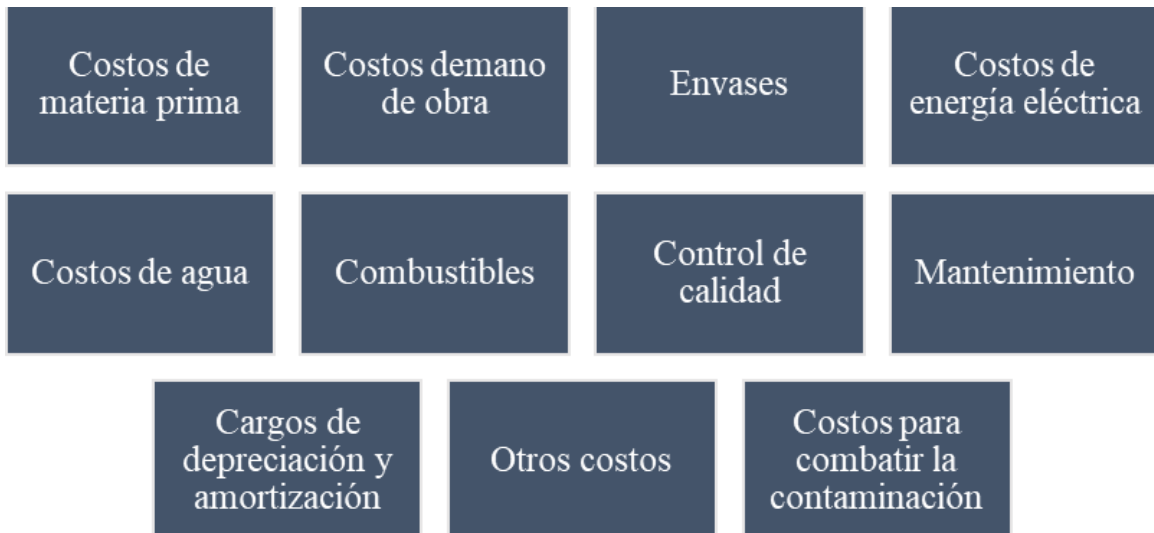 Costos de
materia prima
Costos demano
de obra
Envases
Costos de
energía eléctrica
Costos de agua
Combustibles
Control de
calidad
Mantenimiento
Cargos de
depreciación y
amortización
Otros costos
Costos para
combatir la
contaminación